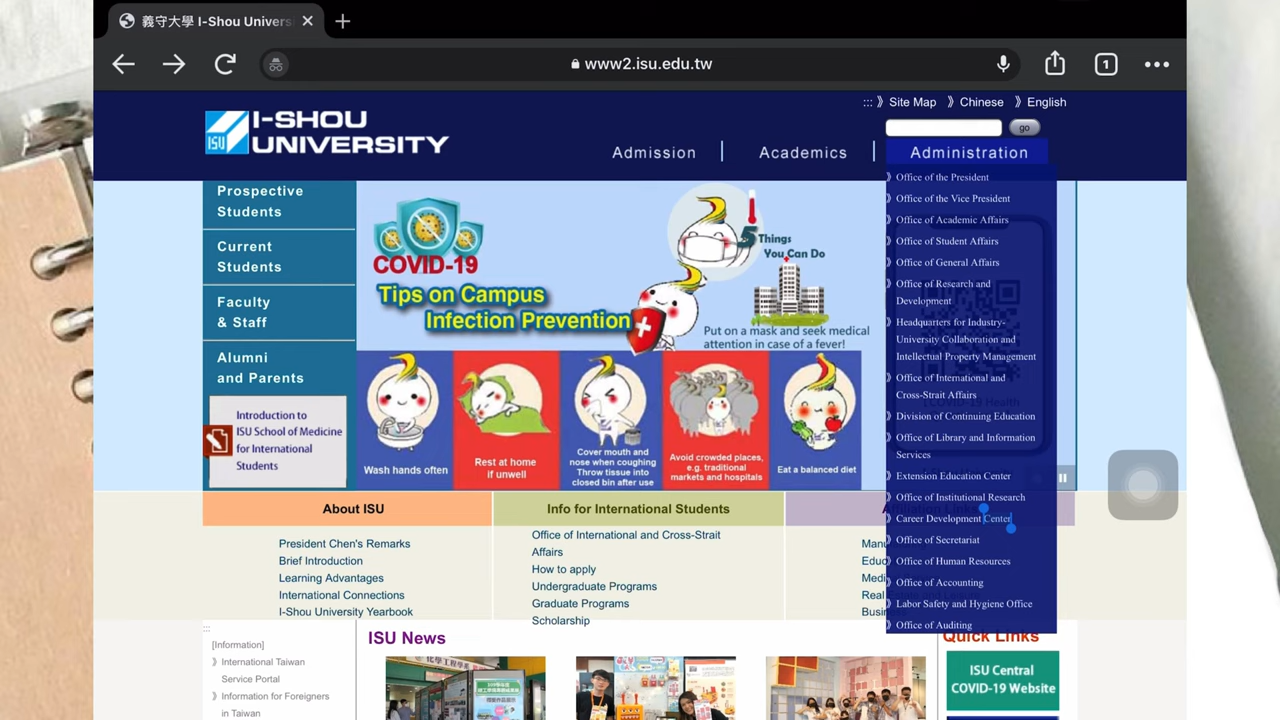 義守大學 I-Shou Univers
www2.isu.edu.tw
1
::: 》 Site Map 》 Chinese 》 English
I-SHOU
UNIVERSITY
ISU
go
Admission
Academics
Administration
Prospective
Students
Current
Students
Faculty
& Staff
Alumni
and Parents
Introduction to
ISU School of Medicine
for International
Students
COVID-19
Tips on Campus
Infection Prevention
5 Things
You Can Do
Put on a mask and seek medical
attention in case of a fever!
Wash hands often
Rest at home
if unwell
Cover mouth and
nose when coughing
Throw tissue into
closed bin after use
Avoid crowded places,
e.g. traditional
markets and hospitals
Eat a balanced diet
》 Office of the President
》 Office of the Vice President
》 Office of Academic Affairs
》 Office of Student Affairs
》 Office of General Affairs
》 Office of Research and
Development
》 Headquarters for Industry-
University Collaboration and
Intellectual Property Management
》 Office of International and
Cross-Strait Affairs
》 Division of Continuing Education
》 Office of Library and Information
Services
》 Extension Education Center
》 Office of Institutional Research
》 Career Development Center
》 Office of Secretariat
》 Office of Human Resources
》 Office of Accounting
》 Labor Safety and Hygiene Office
》 Office of Auditing
About ISU
President Chen's Remarks
Brief Introduction
Learning Advantages
International Connections
I-Shou University Yearbook
Info for International Students
Office of International and Cross-Strait
Affairs
How to apply
Undergraduate Programs
Graduate Programs
Scholarship
:::
[Information]
》 International Taiwan
Service Portal
》 Information for Foreigners
in Taiwan
ISU News
Quick Links
ISU Central
COVID-19 Website